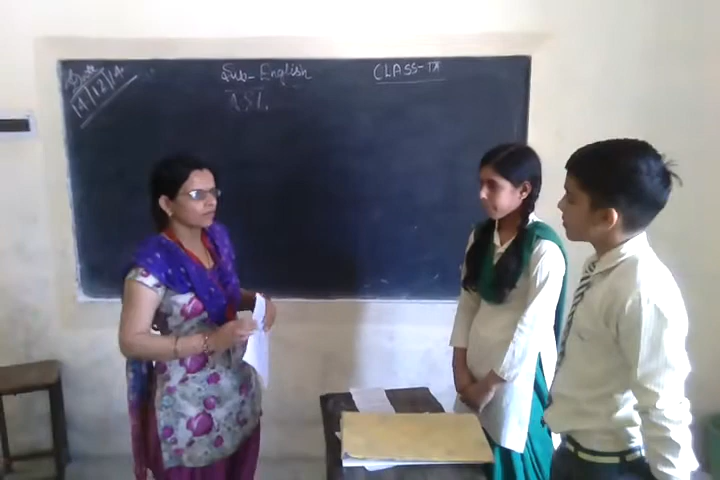 Date
14/12/14
Sub- English
CLASS- IX
A.S.L.